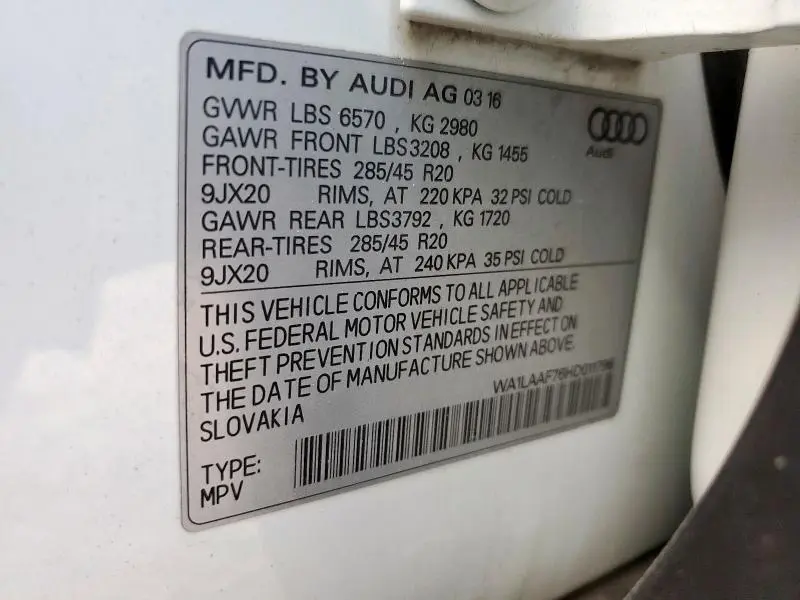 MFD. BY AUDI AG 03 16
GVWR LBS 6570 , KG 2980
GAWR FRONT LBS3208 , KG 1455
FRONT-TIRES 285/45 R20
9JX20 RIMS, AT 220 KPA 32 PSI COLD
GAWR REAR LBS3792 , KG 1720
REAR-TIRES 285/45 R20
9JX20 RIMS, AT 240 KPA 35 PSI COLD
Audi
THIS VEHICLE CONFORMS TO ALL APPLICABLE
U.S. FEDERAL MOTOR VEHICLE SAFETY AND
THEFT PREVENTION STANDARDS IN EFFECT ON
THE DATE OF MANUFACTURE SHOWN ABOVE.
SLOVAKIA
TYPE:
MPV